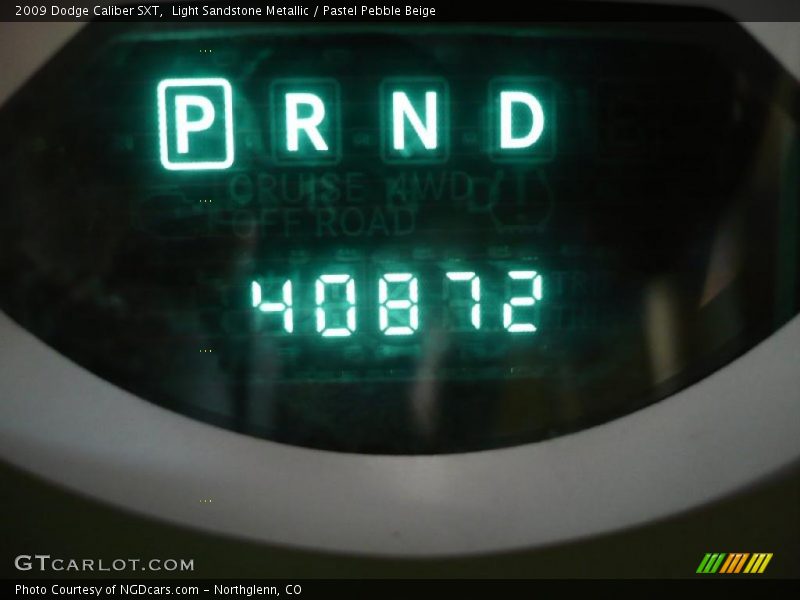 2009 Dodge Caliber SXT,  Light Sandstone Metallic / Pastel Pebble Beige
P R N D
CRUISE AWD
OFF ROAD
40872
GTCARLOT.COM
Photo Courtesy of NGDcars.com - Northglenn, CO